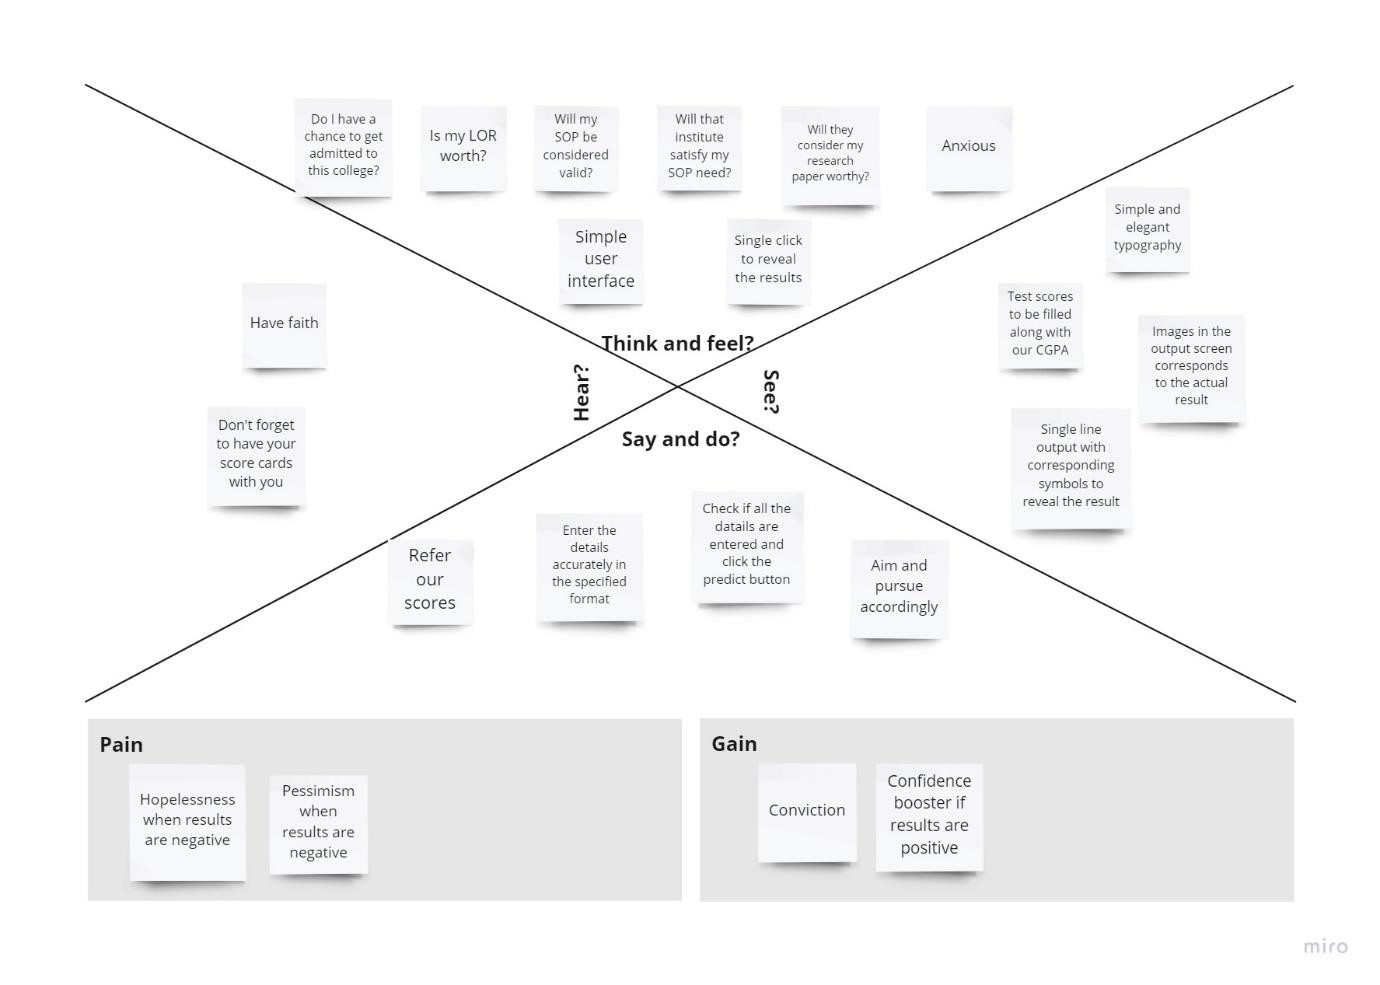 Do I have a
chance to get
admitted to
this college?
Is my LOR
worth?
Will my
SOP be
considered
valid?
Will that
institute
satisfy my
SOP need?
Will they
consider my
research
paper worthy?
Anxious
Simple
user
interface
Single click
to reveal
the results
Think and feel?
Hear?
Have faith
Don't forget
to have your
score cards
with you
See?
Simple and
elegant
typography
Test scores
to be filled
along with
our CGPA
Images in the
output screen
corresponds
to the actual
result
Single line
output with
corresponding
symbols to
reveal the result
Say and do?
Refer
our
scores
Enter the
details
accurately in
the specified
format
Check if all the
datails are
entered and
click the
predict button
Aim and
pursue
accordingly
Pain
Hopelessness
when results
are negative
Pessimism
when
results are
negative
Gain
Conviction
Confidence
booster if
results are
positive
miro